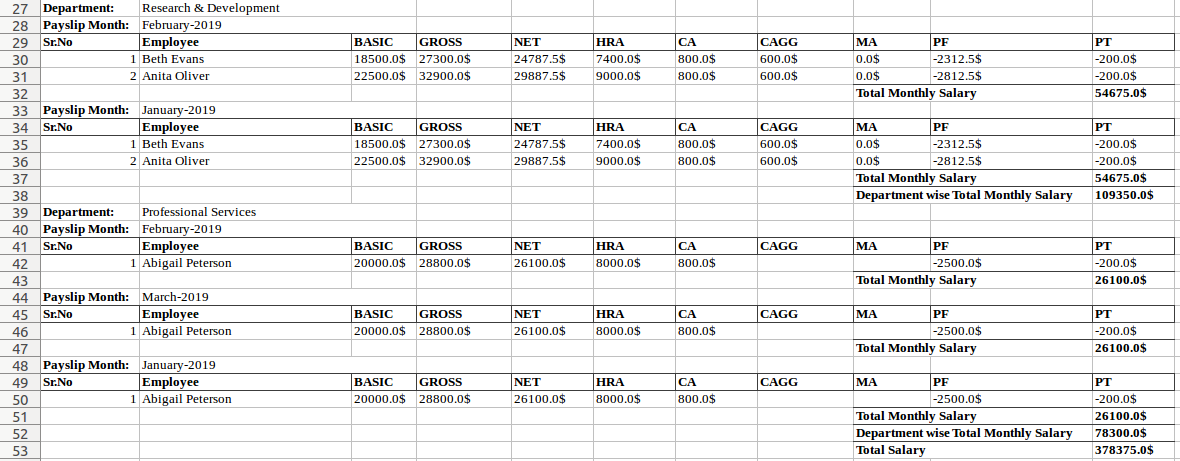 27 Department: Research & Development
28 Payslip Month: February-2019
29 Sr.No Employee BASIC GROSS NET HRA CA CAGG MA PF PT
30 1 Beth Evans 18500.0$ 27300.0$ 24787.5$ 7400.0$ 800.0$ 600.0$ 0.0$ -2312.5$ -200.0$
31 2 Anita Oliver 22500.0$ 32900.0$ 29887.5$ 9000.0$ 800.0$ 600.0$ 0.0$ -2812.5$ -200.0$
32 Total Monthly Salary 54675.0$
33 Payslip Month: January-2019
34 Sr.No Employee BASIC GROSS NET HRA CA CAGG MA PF PT
35 1 Beth Evans 18500.0$ 27300.0$ 24787.5$ 7400.0$ 800.0$ 600.0$ 0.0$ -2312.5$ -200.0$
36 2 Anita Oliver 22500.0$ 32900.0$ 29887.5$ 9000.0$ 800.0$ 600.0$ 0.0$ -2812.5$ -200.0$
37 Total Monthly Salary 54675.0$
38 Department wise Total Monthly Salary 109350.0$
39 Department: Professional Services
40 Payslip Month: February-2019
41 Sr.No Employee BASIC GROSS NET HRA CA CAGG MA PF PT
42 1 Abigail Peterson 20000.0$ 28800.0$ 26100.0$ 8000.0$ 800.0$ -2500.0$ -200.0$
43 Total Monthly Salary 26100.0$
44 Payslip Month: March-2019
45 Sr.No Employee BASIC GROSS NET HRA CA CAGG MA PF PT
46 1 Abigail Peterson 20000.0$ 28800.0$ 26100.0$ 8000.0$ 800.0$ -2500.0$ -200.0$
47 Total Monthly Salary 26100.0$
48 Payslip Month: January-2019
49 Sr.No Employee BASIC GROSS NET HRA CA CAGG MA PF PT
50 1 Abigail Peterson 20000.0$ 28800.0$ 26100.0$ 8000.0$ 800.0$ -2500.0$ -200.0$
51 Total Monthly Salary 26100.0$
52 Department wise Total Monthly Salary 78300.0$
53 Total Salary 378375.0$